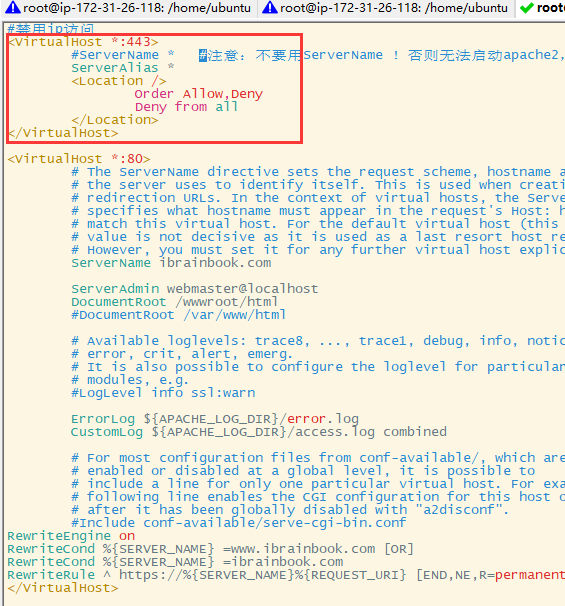 root@ip-172-31-26-118: /home/ubuntu root@ip-172-31-26-118: /home/ubuntu root@i
#禁用ip访问
<VirtualHost *:443>
#ServerName * #注意：不要用ServerName ！否则无法启动apache2,
ServerAlias *
<Location />
Order Allow,Deny
Deny from all
</Location>
</VirtualHost>
<VirtualHost *:80>
# The ServerName directive sets the request scheme, hostname a
# the server uses to identify itself. This is used when creati
# redirection URLs. In the context of virtual hosts, the Serve
# specifies what hostname must appear in the request's Host: h
# match this virtual host. For the default virtual host (this
# value is not decisive as it is used as a last resort host re
# However, you must set it for any further virtual host explic
ServerName ibrainbook.com
ServerAdmin webmaster@localhost
DocumentRoot /wwwroot/html
#DocumentRoot /var/www/html
# Available loglevels: trace8, ..., trace1, debug, info, notic
# error, crit, alert, emerg.
# It is also possible to configure the loglevel for particular
# modules, e.g.
#LogLevel info ssl:warn
ErrorLog ${APACHE_LOG_DIR}/error.log
CustomLog ${APACHE_LOG_DIR}/access.log combined
# For most configuration files from conf-available/, which are
# enabled or disabled at a global level, it is possible to
# include a line for only one particular virtual host. For exa
# following line enables the CGI configuration for this host o
# after it has been globally disabled with "a2disconf".
#Include conf-available/serve-cgi-bin.conf
RewriteEngine on
RewriteCond %{SERVER_NAME} =www.ibrainbook.com [OR]
RewriteCond %{SERVER_NAME} =ibrainbook.com
RewriteRule ^ https://%{SERVER_NAME}%{REQUEST_URI} [END,NE,R=permanent
</VirtualHost>